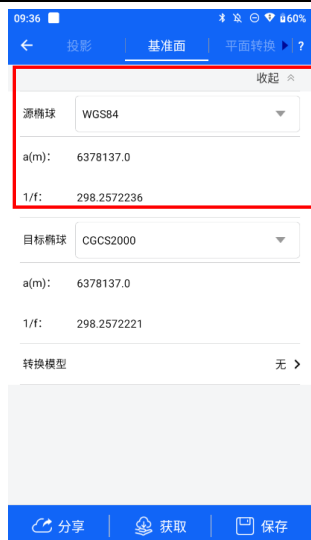 09:36 60%
投影 基准面 平面转换 ?
收起
源椭球 WGS84
a(m): 6378137.0
1/f: 298.2572236
目标椭球 CGCS2000
a(m): 6378137.0
1/f: 298.2572221
转换模型 无
分享 获取 保存